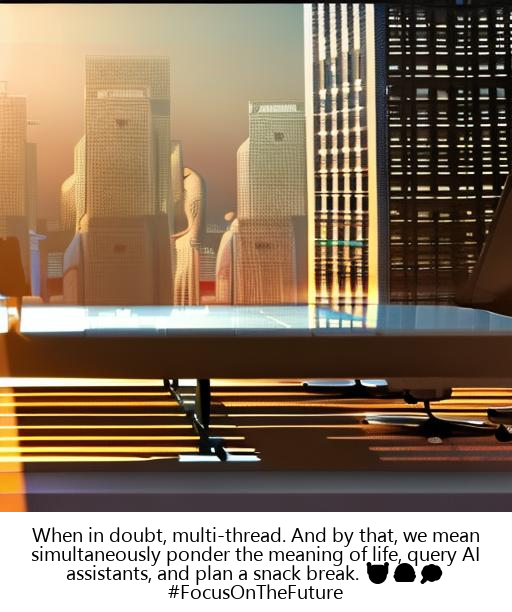 When in doubt, multi-thread. And by that, we mean
simultaneously ponder the meaning of life, query AI
assistants, and plan a snack break.
#FocusOnTheFuture